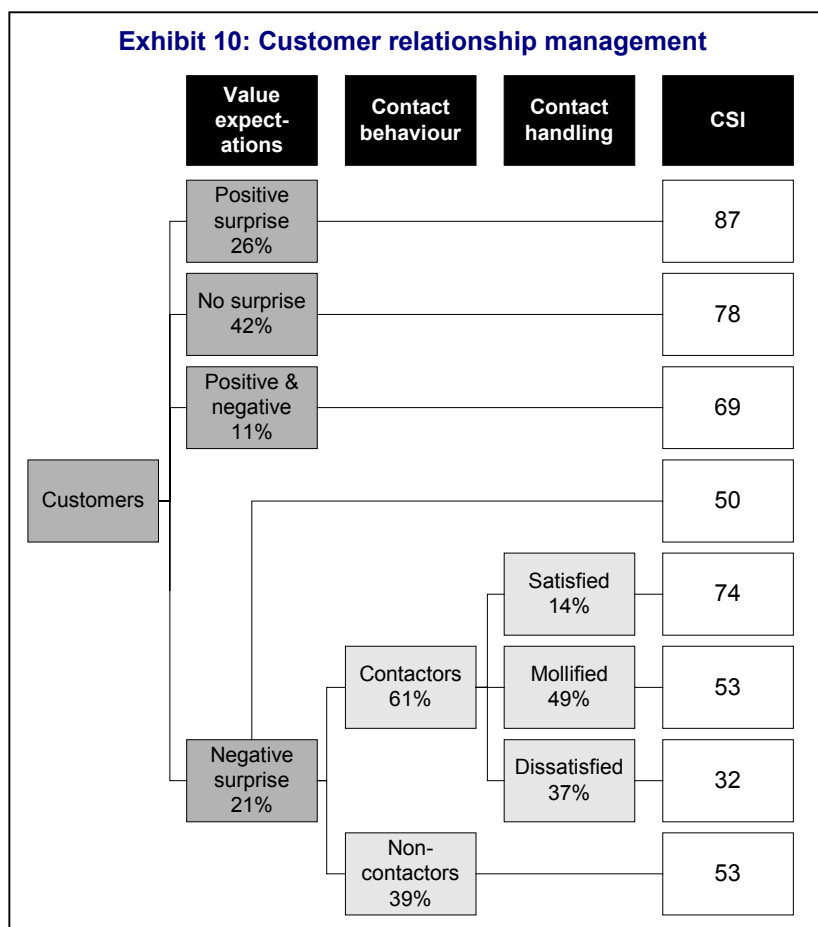 Exhibit 10: Customer relationship management
Value
expect-
ations
Contact
behaviour
Contact
handling
CSI
Positive
surprise
26%
87
No surprise
42%
78
Positive &
negative
11%
69
Customers
50
Satisfied
14%
74
Contactors
61%
Mollified
49%
53
Negative
surprise
21%
Dissatisfied
37%
32
Non-
contactors
39%
53